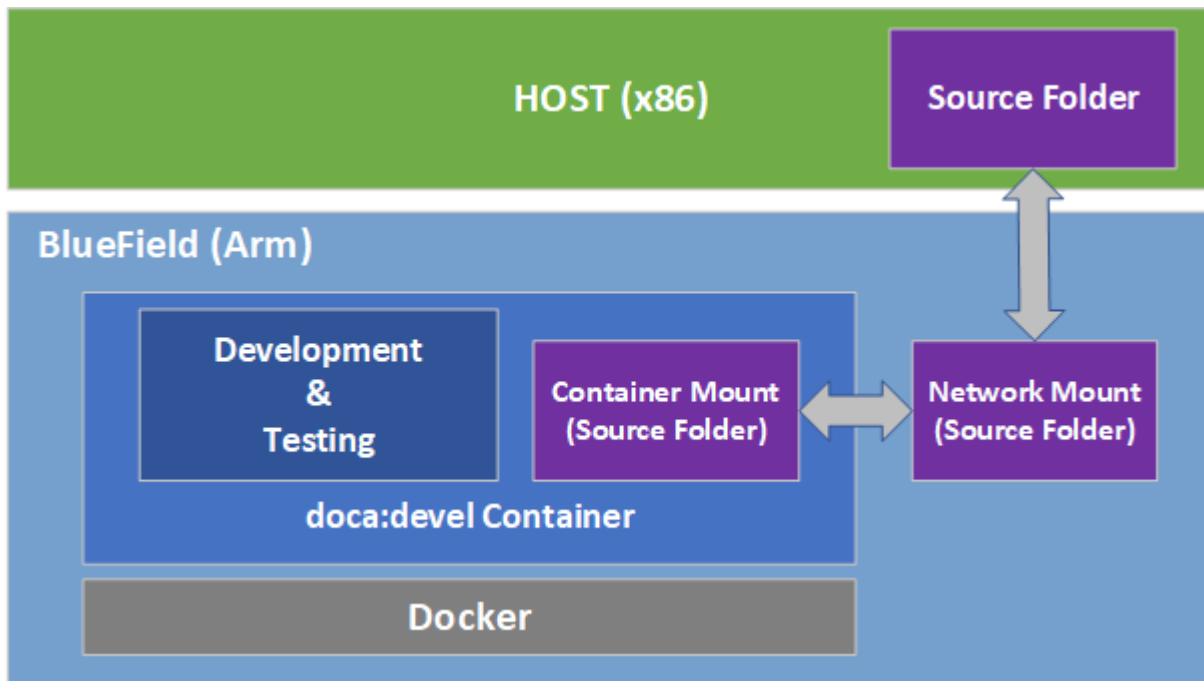 HOST (x86)
Source Folder
BlueField (Arm)
Development
&
Testing
Container Mount
(Source Folder)
Network Mount
(Source Folder)
doca:devel Container
Docker